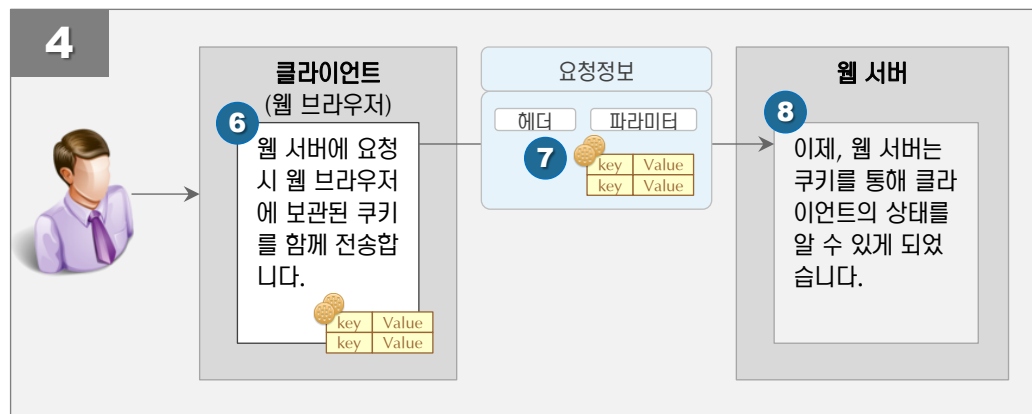 4
클라이언트
(웹 브라우저)
6
웹 서버에 요청
시 웹 브라우저
에 보관된 쿠키
를 함께 전송합
니다.
key Value
key Value
요청정보
헤더 파라미터
7
key Value
key Value
웹 서버
8
이제, 웹 서버는
쿠키를 통해 클라
이언트의 상태를
알 수 있게 되었
습니다.